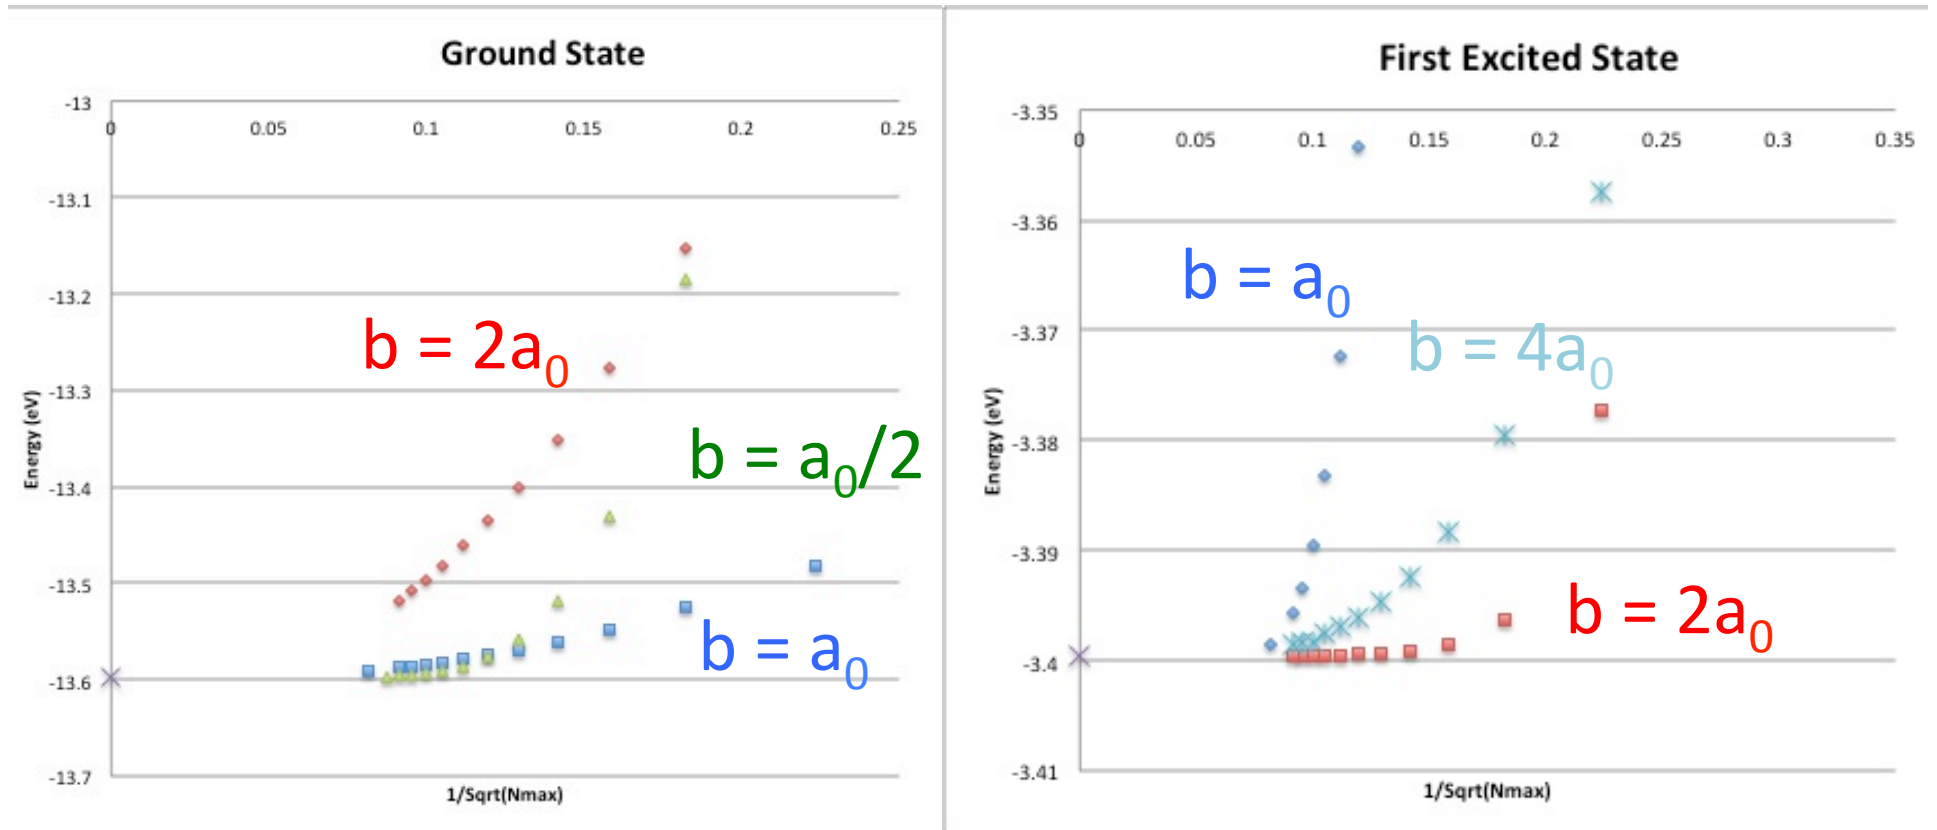 Ground State
-13
0 0.05 0.1 0.15 0.2 0.25
-13.1
-13.2
b = 2a0
-13.3
b = a0/2
-13.4
-13.5
b = a0
-13.6
-13.7
Energy (eV)
1/Sqrt(Nmax)
First Excited State
-3.35
0 0.05 0.1 0.15 0.2 0.25 0.3 0.35
-3.36
b = a0
-3.37
b = 4a0
-3.38
-3.39
b = 2a0
-3.4
-3.41
Energy (eV)
1/Sqrt(Nmax)